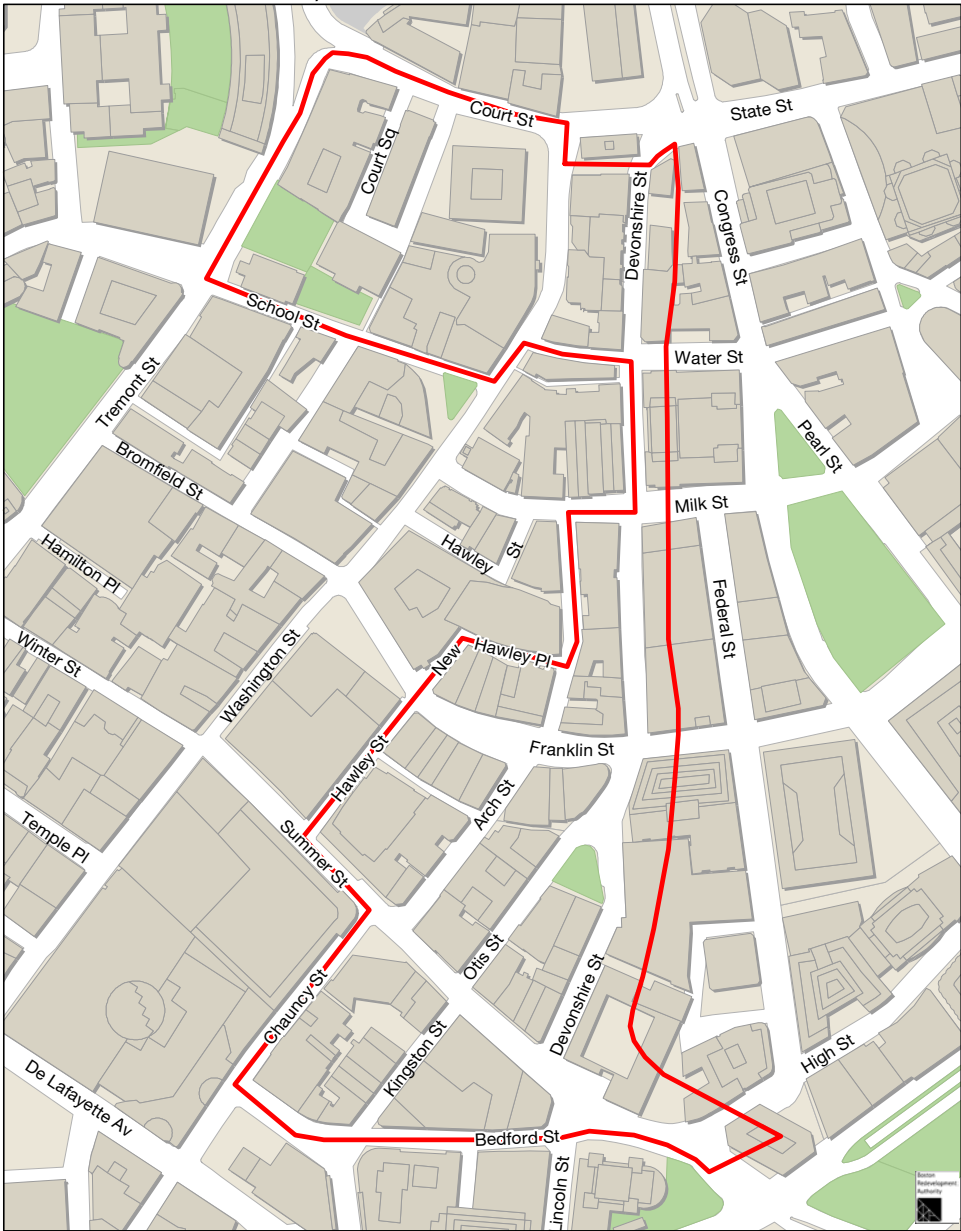 Court St
State St
Court Sq
Devonshire St
Congress St
School St
Water St
Tremont St
Pearl St
Bromfield St
Milk St
Hawley
St
Hamilton Pl
Federal St
Winter St
Washington St
New
Hawley Pl
Franklin St
Hawley St
Arch St
Temple Pl
Summer St
Otis St
Devonshire St
Chauncy St
Kingston St
High St
De Lafayette Av
Bedford St
Lincoln St
Boston
Redevelopment
Authority